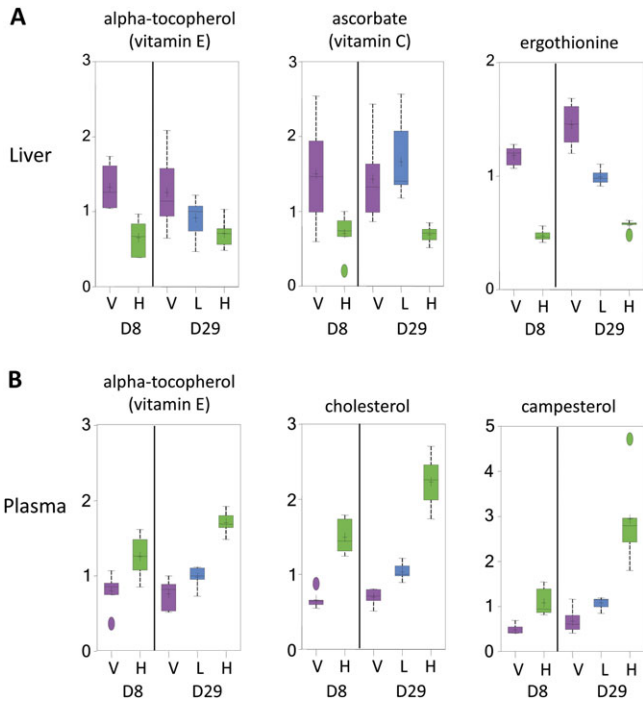 A
alpha-tocopherol
(vitamin E)
ascorbate
(vitamin C)
ergothionine
Liver
3
2
1
0
V H V L H
D8 D29
3
2
1
0
V H V L H
D8 D29
2
1
0
V H V L H
D8 D29
B
alpha-tocopherol
(vitamin E)
cholesterol
campesterol
Plasma
3
2
1
0
V H V L H
D8 D29
3
2
1
0
V H V L H
D8 D29
5
4
3
2
1
0
V H V L H
D8 D29